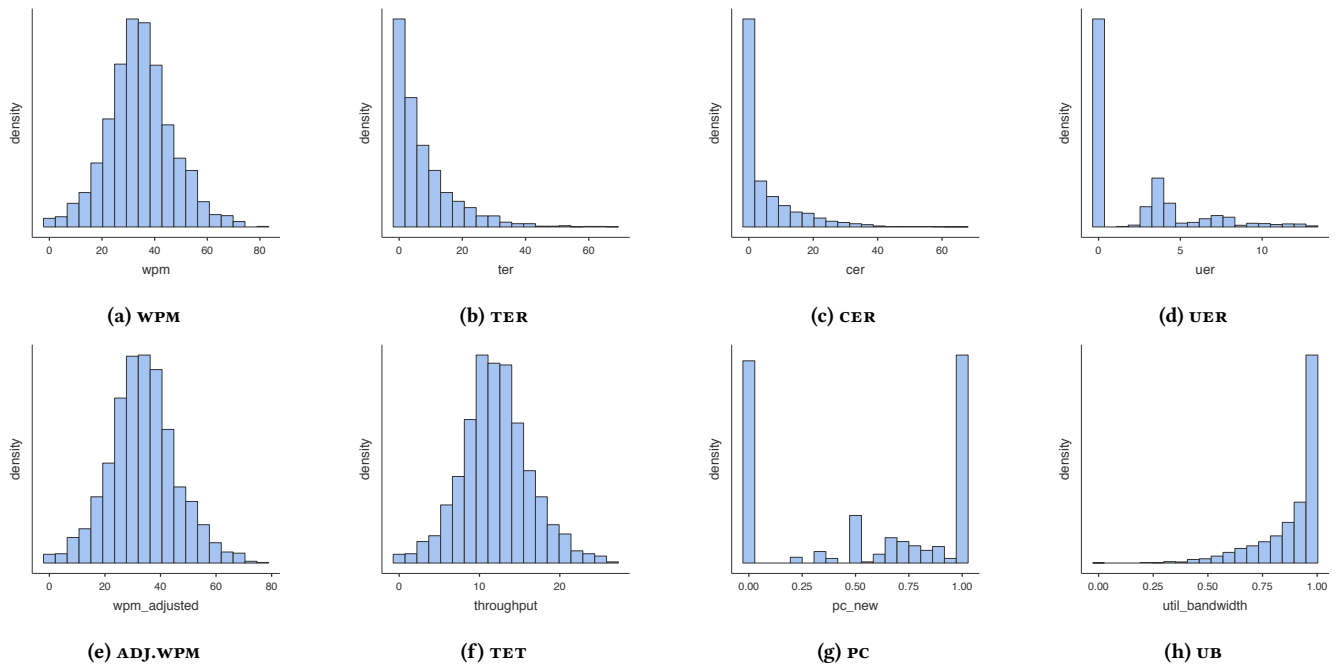 density
0 20 40 60 80
wpm
(a) WPM
density
0 20 40 60
ter
(b) TER
density
0 20 40 60
cer
(c) CER
density
0 5 10
uer
(d) UER
density
0 20 40 60 80
wpm_adjusted
(e) ADJ.WPM
density
0 10 20
throughput
(f) TET
density
0.00 0.25 0.50 0.75 1.00
pc_new
(g) PC
density
0.00 0.25 0.50 0.75 1.00
util_bandwidth
(h) UB